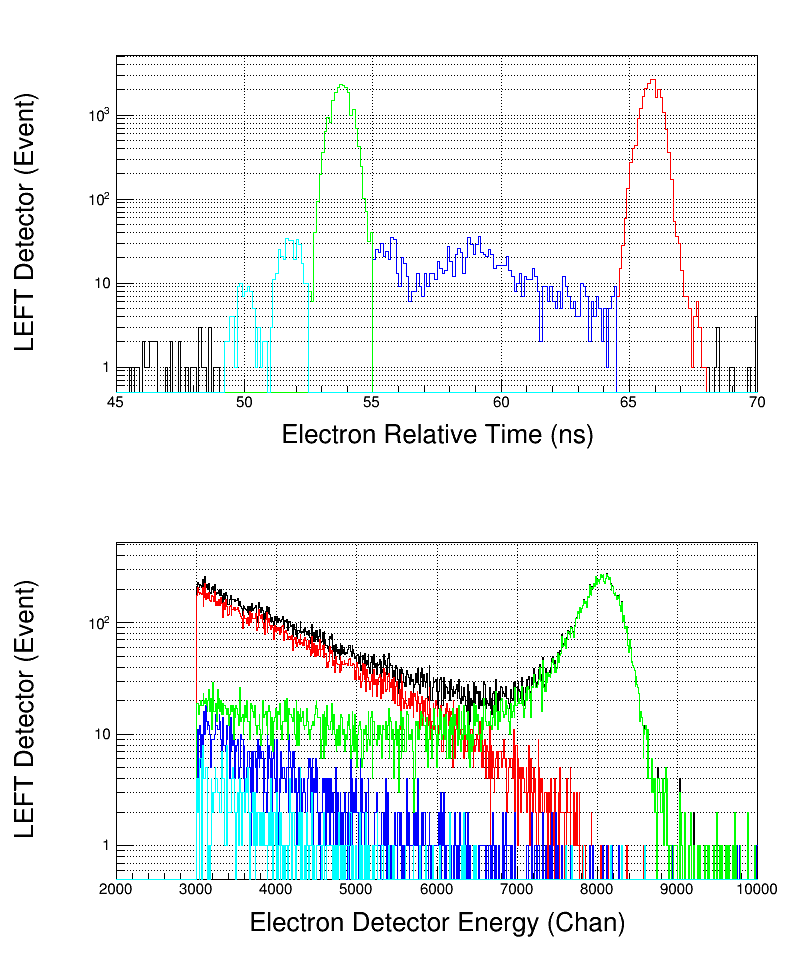 LEFT Detector (Event)
10³
10²
10
1
45 50 55 60 65 70
Electron Relative Time (ns)
LEFT Detector (Event)
10²
10
1
2000 3000 4000 5000 6000 7000 8000 9000 10000
Electron Detector Energy (Chan)